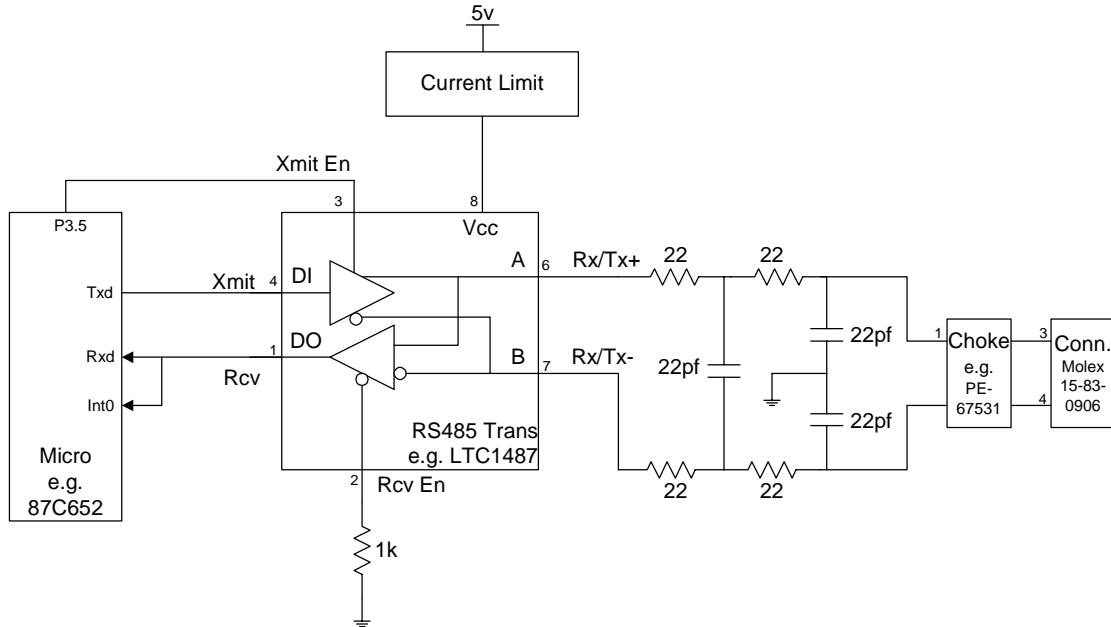 5v
Current Limit
Xmit En
3
8
P3.5
Vcc
A
6
Rx/Tx+
22
22
Txd
Xmit
4
DI
Rxd
1
DO
Rcv
B
7
Rx/Tx-
22pf
22pf
1
Choke
e.g.
PE-
67531
3
4
Conn.
Molex
15-83-
0906
Int0
22pf
RS485 Trans
e.g. LTC1487
Micro
e.g.
87C652
2
Rcv En
22
22
1k